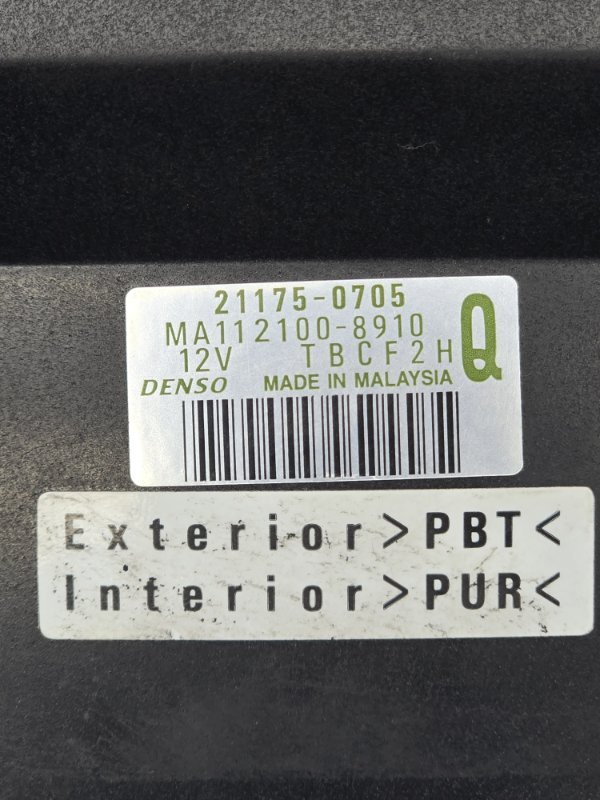 21175-0705
MA112100-8910 Q
12V TBCF2H
DENSO MADE IN MALAYSIA
Exterior>PBT<
Interior>PUR<